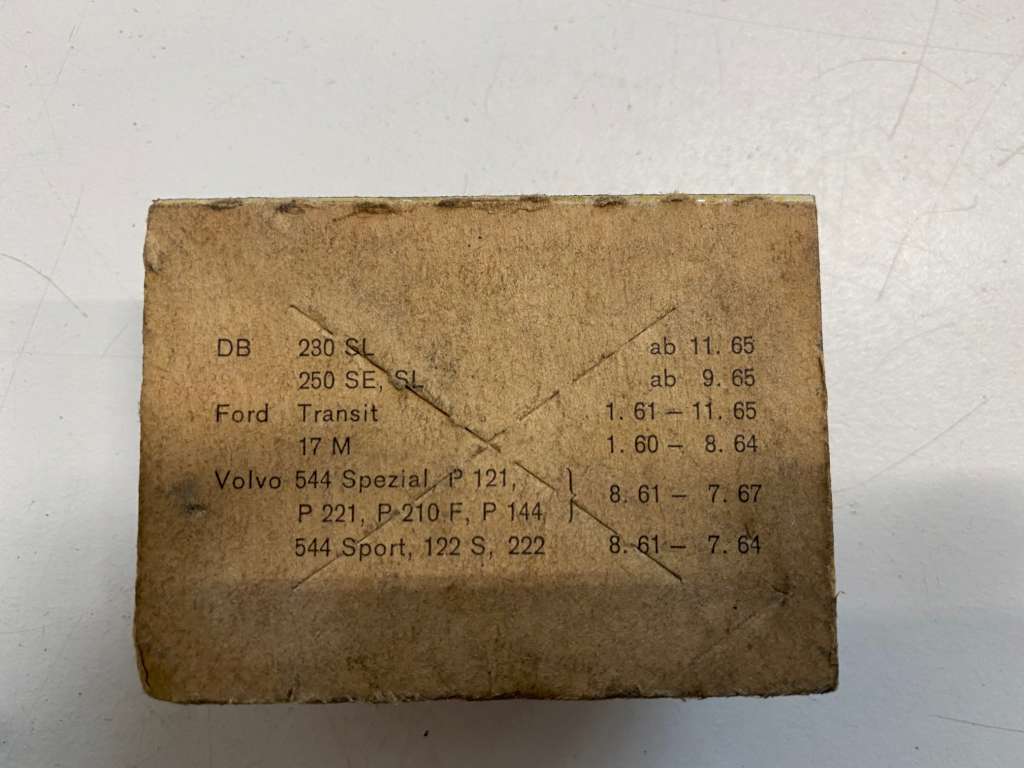 DB 230 SL ab 11. 65
250 SE, SL ab 9. 65
Ford Transit 1. 61 – 11. 65
17 M 1. 60 – 8. 64
Volvo 544 Spezial, P 121,
P 221, P 210 F, P 144 } 8. 61 – 7. 67
544 Sport, 122 S, 222 8. 61 – 7. 64